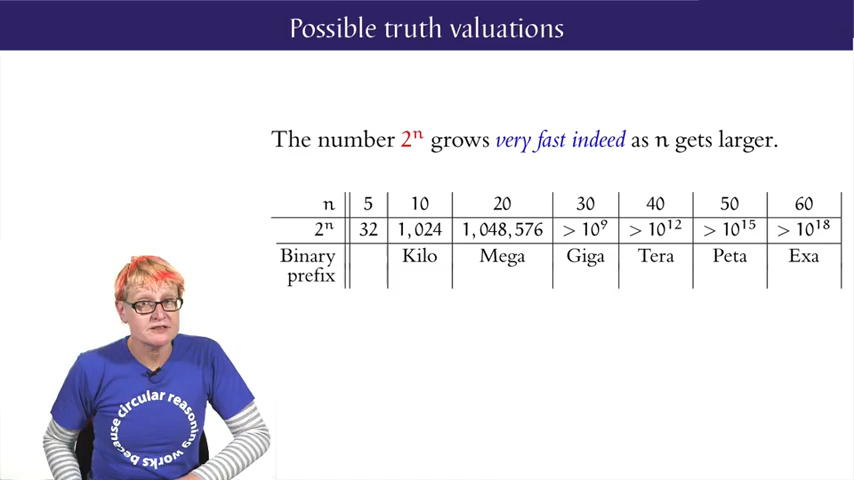 Possible truth valuations
The number 2ⁿ grows very fast indeed as n gets larger.
n 5 10 20 30 40 50 60
2ⁿ 32 1,024 1,048,576 > 10⁹ > 10¹² > 10¹⁵ > 10¹⁸
Binary Kilo Mega Giga Tera Peta Exa
prefix
circular reasoning works because